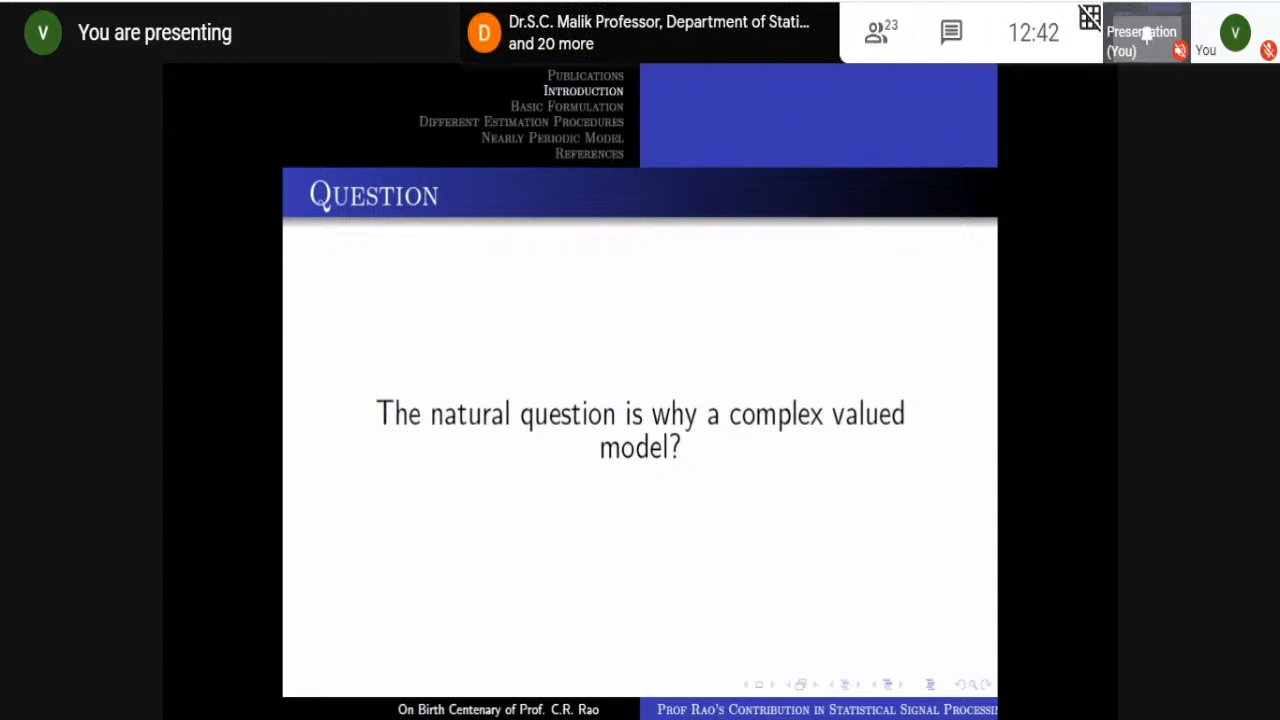 V
You are presenting
D
Dr.S.C. Malik Professor, Department of Stati...
and 20 more
23
12:42
Presentation
(You)
You
V
PUBLICATIONS
INTRODUCTION
BASIC FORMULATION
DIFFERENT ESTIMATION PROCEDURES
NEARLY PERIODIC MODEL
REFERENCES
QUESTION
The natural question is why a complex valued
model?
On Birth Centenary of Prof. C.R. Rao
PROF RAO'S CONTRIBUTION IN STATISTICAL SIGNAL PROCESSIN